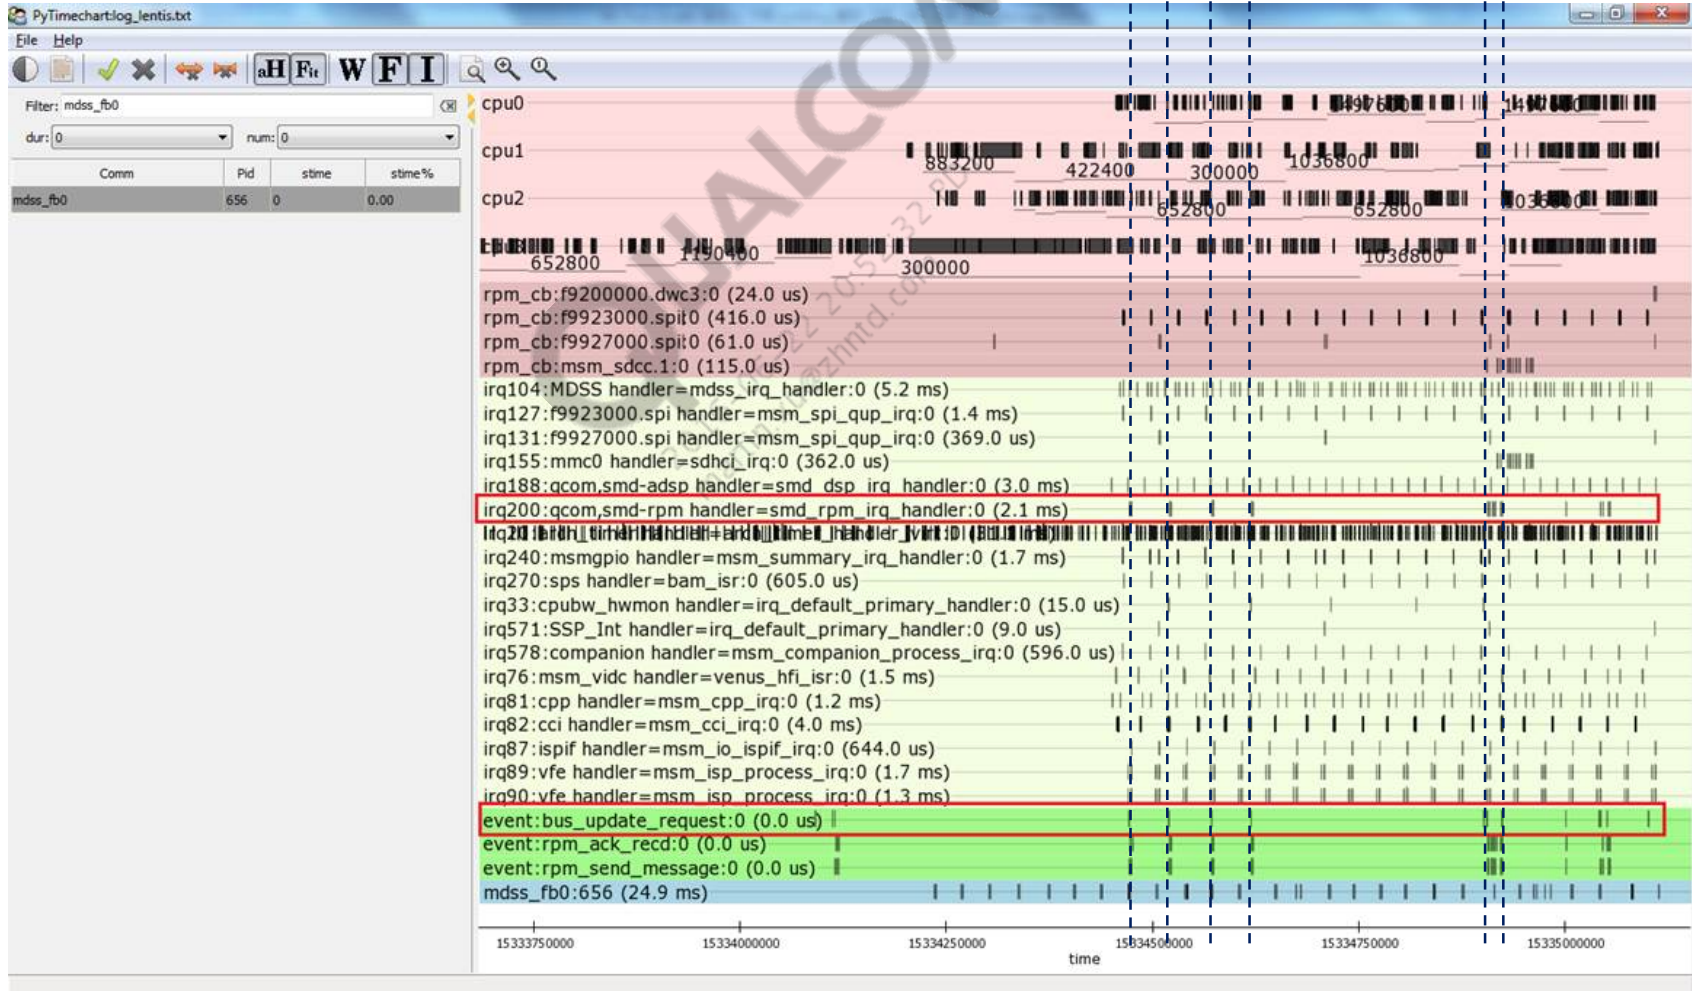 PyTimechart:log_lentis.txt
File Help
aH Fit W F I
Filter: mdss_fb0
dur: 0 num: 0
Comm Pid stime stime%
mdss_fb0 656 0 0.00
cpu0
1497600 1497600
cpu1
883200 422400 300000 1036800
cpu2
652800 652800 1036800
cpu3
652800 1190400 300000 1036800
rpm_cb:f9200000.dwc3:0 (24.0 us)
rpm_cb:f9923000.spi:0 (416.0 us)
rpm_cb:f9927000.spi:0 (61.0 us)
rpm_cb:msm_sdcc.1:0 (115.0 us)
irq104:MDSS handler=mdss_irq_handler:0 (5.2 ms)
irq127:f9923000.spi handler=msm_spi_qup_irq:0 (1.4 ms)
irq131:f9927000.spi handler=msm_spi_qup_irq:0 (369.0 us)
irq155:mmc0 handler=sdhci_irq:0 (362.0 us)
irq188:qcom,smd-adsp handler=smd_dsp_irq_handler:0 (3.0 ms)
irq200:qcom,smd-rpm handler=smd_rpm_irq_handler:0 (2.1 ms)
irq240:msmgpio handler=msm_summary_irq_handler:0 (1.7 ms)
irq270:sps handler=bam_isr:0 (605.0 us)
irq33:cpubw_hwmon handler=irq_default_primary_handler:0 (15.0 us)
irq571:SSP_Int handler=irq_default_primary_handler:0 (9.0 us)
irq578:companion handler=msm_companion_process_irq:0 (596.0 us)
irq76:msm_vidc handler=venus_hfi_isr:0 (1.5 ms)
irq81:cpp handler=msm_cpp_irq:0 (1.2 ms)
irq82:cci handler=msm_cci_irq:0 (4.0 ms)
irq87:ispif handler=msm_io_ispif_irq:0 (644.0 us)
irq89:vfe handler=msm_isp_process_irq:0 (1.7 ms)
irq90:vfe handler=msm_isp_process_irq:0 (1.3 ms)
event:bus_update_request:0 (0.0 us)
event:rpm_ack_recd:0 (0.0 us)
event:rpm_send_message:0 (0.0 us)
mdss_fb0:656 (24.9 ms)
15333750000 15334000000 15334250000 15334500000 15334750000 15335000000
time
QUALCOM